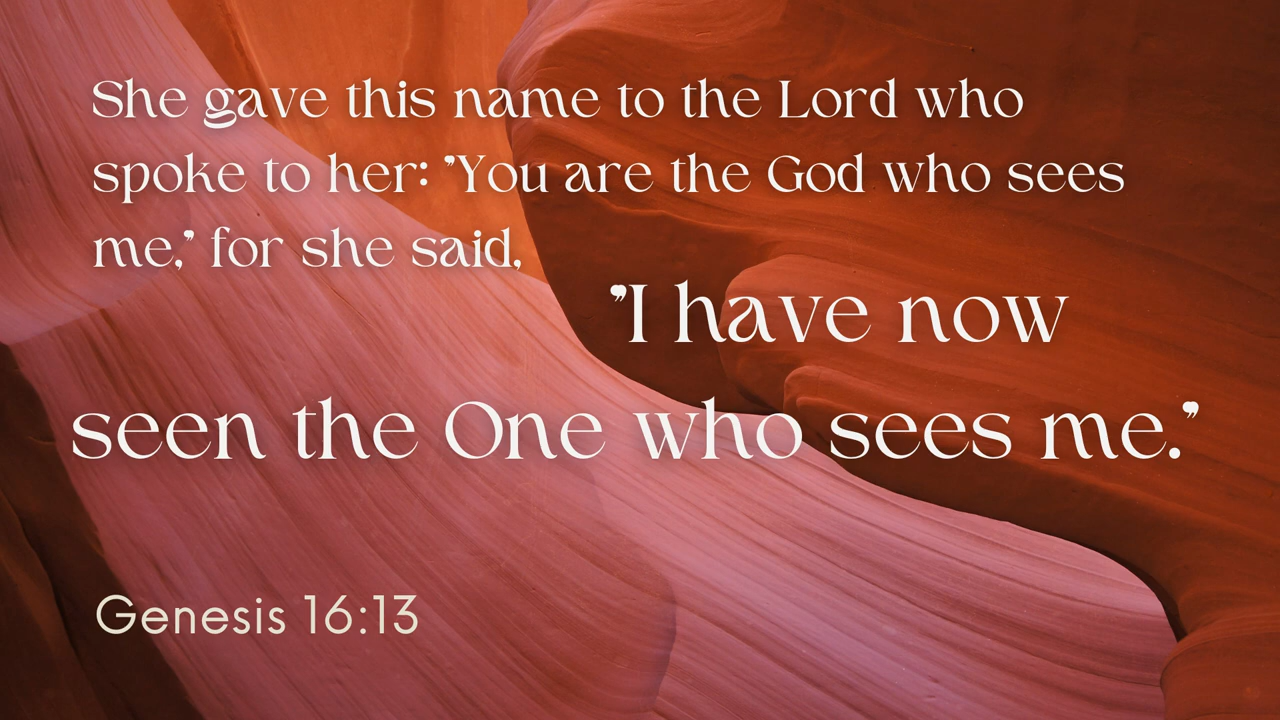 She gave this name to the Lord who
spoke to her: "You are the God who sees
me," for she said,
"I have now
seen the One who sees me."
Genesis 16:13